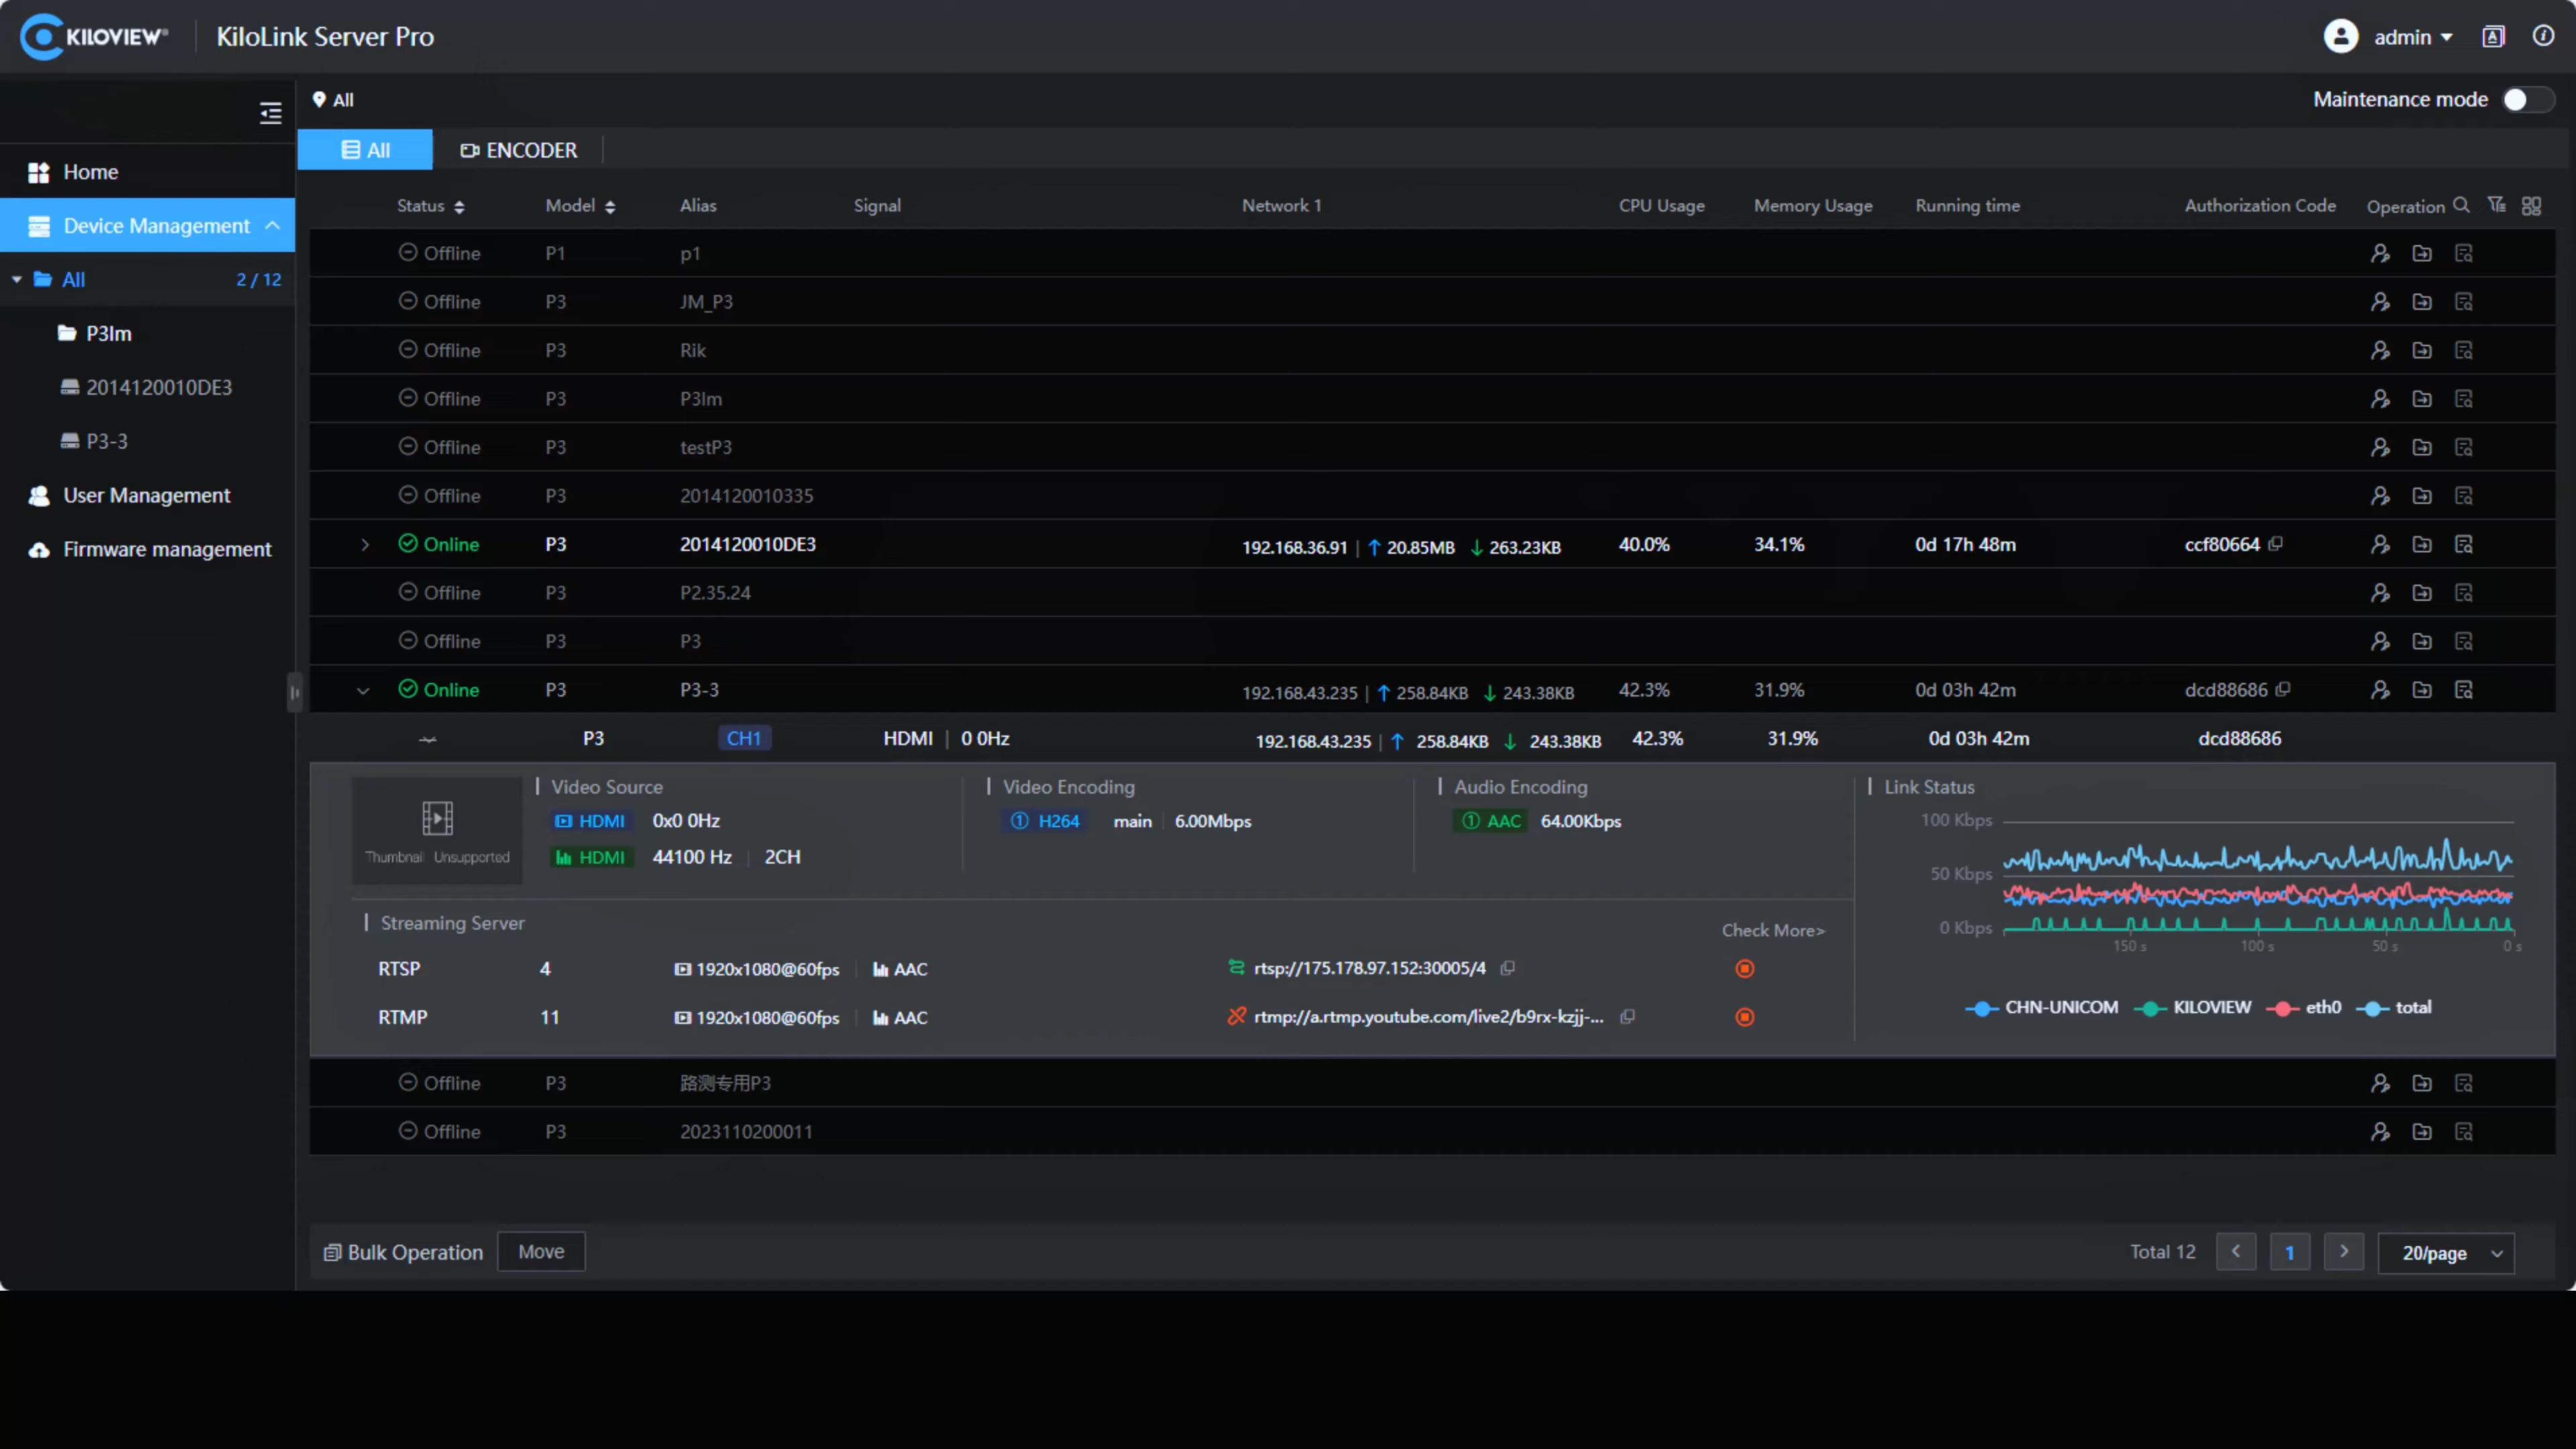 KILOVIEW® KiloLink Server Pro admin
All Maintenance mode
All ENCODER
Home
Device Management
All 2 / 12
P3lm
2014120010DE3
P3-3
User Management
Firmware management
Status Model Alias Signal Network 1 CPU Usage Memory Usage Running time Authorization Code Operation
Offline P1 p1
Offline P3 JM_P3
Offline P3 Rik
Offline P3 P3lm
Offline P3 testP3
Offline P3 2014120010335
Online P3 2014120010DE3 192.168.36.91 | ↑ 20.85MB ↓ 263.23KB 40.0% 34.1% 0d 17h 48m ccf80664
Offline P3 P2.35.24
Offline P3 P3
Online P3 P3-3 192.168.43.235 | ↑ 258.84KB ↓ 243.38KB 42.3% 31.9% 0d 03h 42m dcd88686
P3 CH1 HDMI | 0 0Hz 192.168.43.235 | ↑ 258.84KB ↓ 243.38KB 42.3% 31.9% 0d 03h 42m dcd88686
Thumbnail Unsupported
Video Source
HDMI 0x0 0Hz
HDMI 44100 Hz 2CH
Video Encoding
1 H264 main 6.00Mbps
Audio Encoding
1 AAC 64.00Kbps
Link Status
100 Kbps
50 Kbps
0 Kbps
150 s 100 s 50 s 0 s
CHN-UNICOM KILOVIEW eth0 total
Streaming Server Check More>
RTSP 4 1920x1080@60fps AAC rtsp://175.178.97.152:30005/4
RTMP 11 1920x1080@60fps AAC rtmp://a.rtmp.youtube.com/live2/b9rx-kzjj-...
Offline P3 路测专用P3
Offline P3 2023110200011
Bulk Operation Move Total 12 < 1 > 20/page